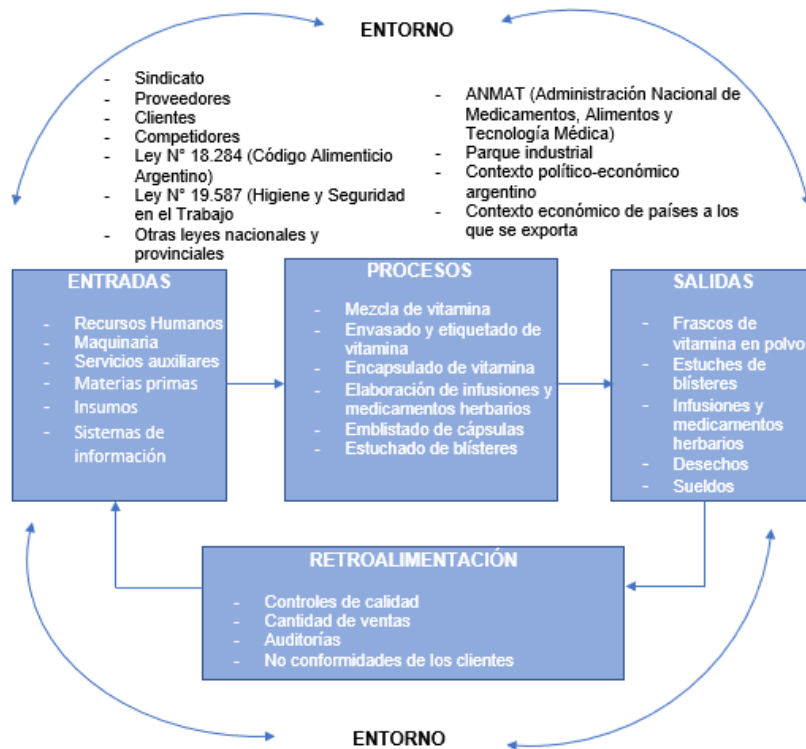 ENTORNO
- Sindicato
- Proveedores
- Clientes
- Competidores
- Ley N° 18.284 (Código Alimenticio
Argentino)
- Ley N° 19.587 (Higiene y Seguridad
en el Trabajo
- Otras leyes nacionales y
provinciales
- ANMAT (Administración Nacional de
Medicamentos, Alimentos y
Tecnología Médica)
- Parque industrial
- Contexto político-económico
argentino
- Contexto económico de países a los
que se exporta
ENTRADAS
- Recursos Humanos
- Maquinaria
- Servicios auxiliares
- Materias primas
- Insumos
- Sistemas de
información
PROCESOS
- Mezcla de vitamina
- Envasado y etiquetado de
vitamina
- Encapsulado de vitamina
- Elaboración de infusiones y
medicamentos herbarios
- Emblistado de cápsulas
- Estuchado de blísteres
SALIDAS
- Frascos de
vitamina en polvo
- Estuches de
blísteres
- Infusiones y
medicamentos
herbarios
- Desechos
- Sueldos
RETROALIMENTACIÓN
- Controles de calidad
- Cantidad de ventas
- Auditorías
- No conformidades de los clientes
ENTORNO